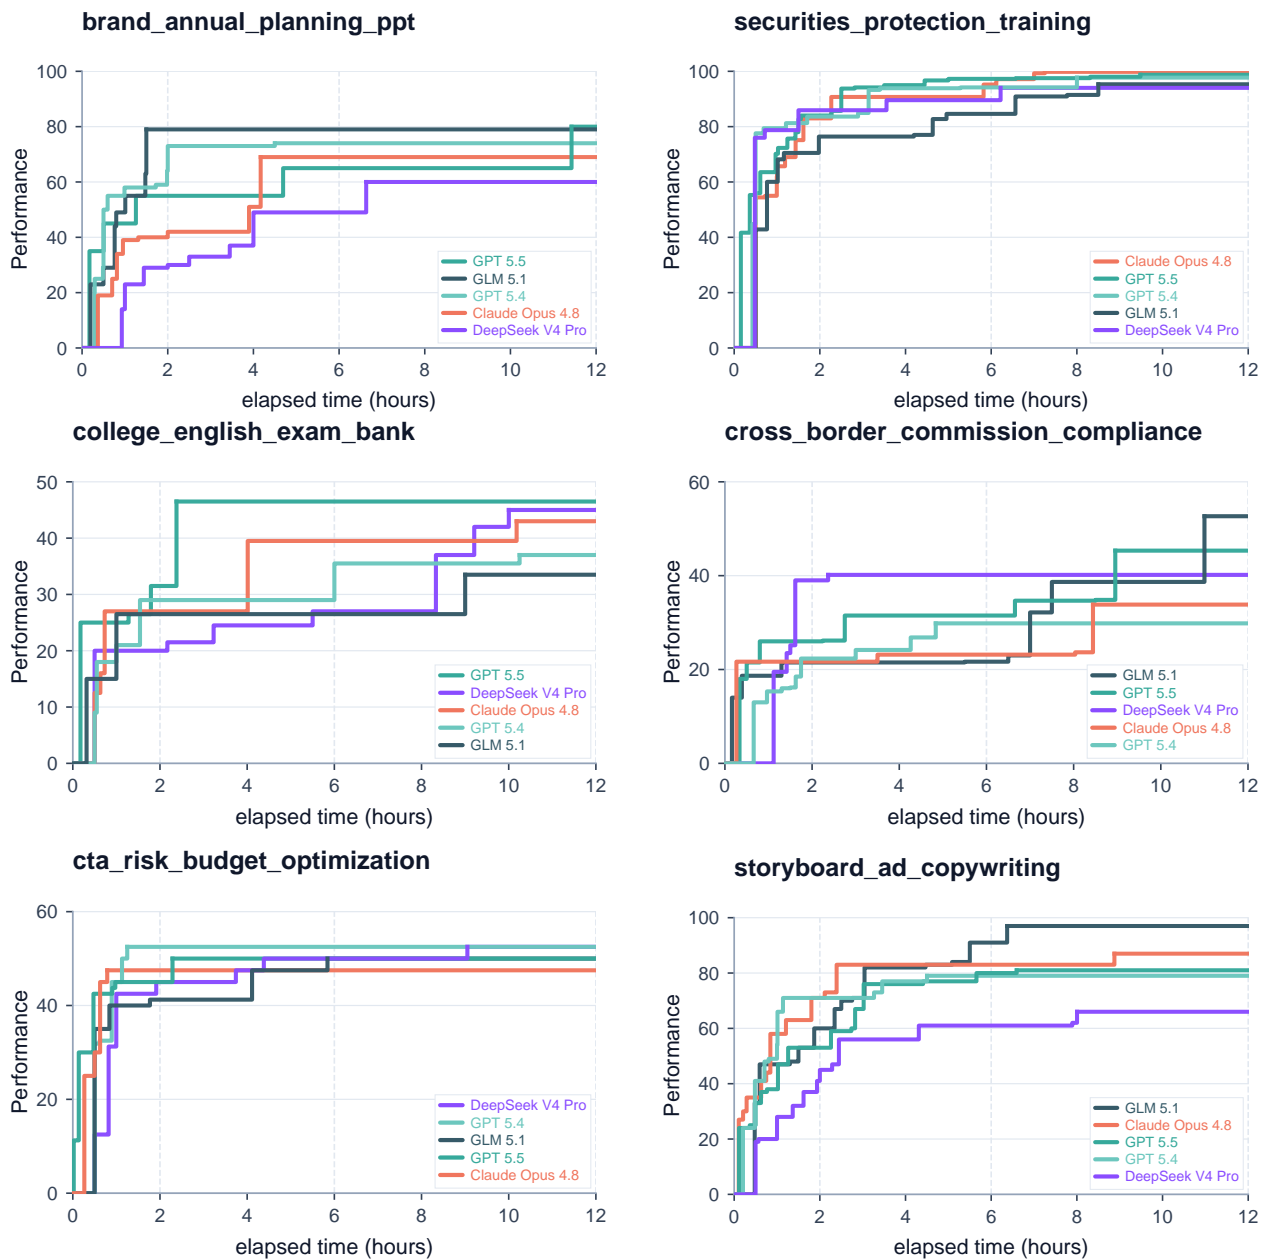 brand_annual_planning_ppt
100
80
60
40
20
0
Performance
GPT 5.5
GLM 5.1
GPT 5.4
Claude Opus 4.8
DeepSeek V4 Pro
0 2 4 6 8 10 12
elapsed time (hours)
securities_protection_training
100
80
60
40
20
0
Performance
Claude Opus 4.8
GPT 5.5
GPT 5.4
GLM 5.1
DeepSeek V4 Pro
0 2 4 6 8 10 12
elapsed time (hours)
college_english_exam_bank
50
40
30
20
10
0
Performance
GPT 5.5
DeepSeek V4 Pro
Claude Opus 4.8
GPT 5.4
GLM 5.1
0 2 4 6 8 10 12
elapsed time (hours)
cross_border_commission_compliance
60
40
20
0
Performance
GLM 5.1
GPT 5.5
DeepSeek V4 Pro
Claude Opus 4.8
GPT 5.4
0 2 4 6 8 10 12
elapsed time (hours)
cta_risk_budget_optimization
60
40
20
0
Performance
DeepSeek V4 Pro
GPT 5.4
GLM 5.1
GPT 5.5
Claude Opus 4.8
0 2 4 6 8 10 12
elapsed time (hours)
storyboard_ad_copywriting
100
80
60
40
20
0
Performance
GLM 5.1
Claude Opus 4.8
GPT 5.5
GPT 5.4
DeepSeek V4 Pro
0 2 4 6 8 10 12
elapsed time (hours)